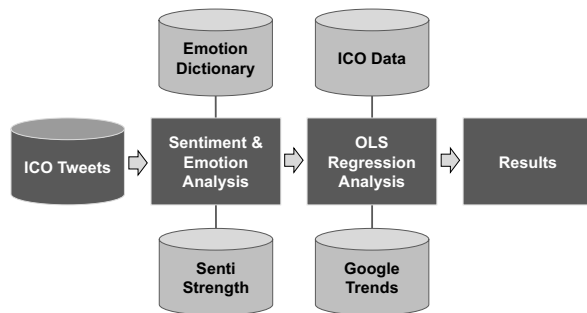 Emotion
Dictionary
ICO Data
ICO Tweets
Sentiment &
Emotion
Analysis
OLS
Regression
Analysis
Results
Senti
Strength
Google
Trends